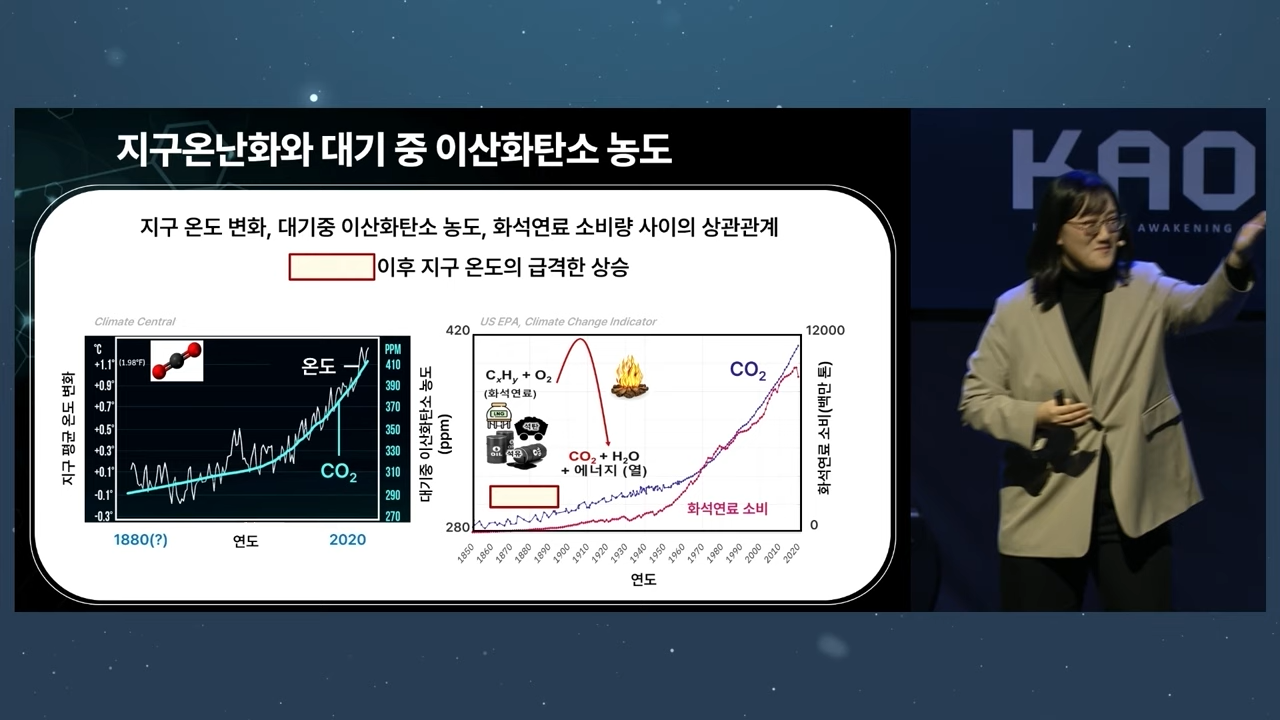 지구온난화와 대기 중 이산화탄소 농도
지구 온도 변화, 대기중 이산화탄소 농도, 화석연료 소비량 사이의 상관관계
이후 지구 온도의 급격한 상승
Climate Central
℃
+1.1°
(1.98°F)
+0.9°
+0.7°
+0.5°
+0.3°
+0.1°
-0.1°
-0.3°
지구 평균 온도 변화
온도
CO₂
PPM
410
390
370
350
330
310
290
270
1880(?)
연도
2020
US EPA, Climate Change Indicator
대기중 이산화탄소 농도
(ppm)
420
280
CₓHᵧ + O₂
(화석연료)
LNG
석탄
OIL
석유
CO₂ + H₂O
+ 에너지 (열)
CO₂
화석연료 소비
12000
0
화석연료 소비(백만 톤)
1850
1860
1870
1880
1890
1900
1910
1920
1930
1940
1950
1960
1970
1980
1990
2000
2010
2020
연도
KAO
AWAKENING